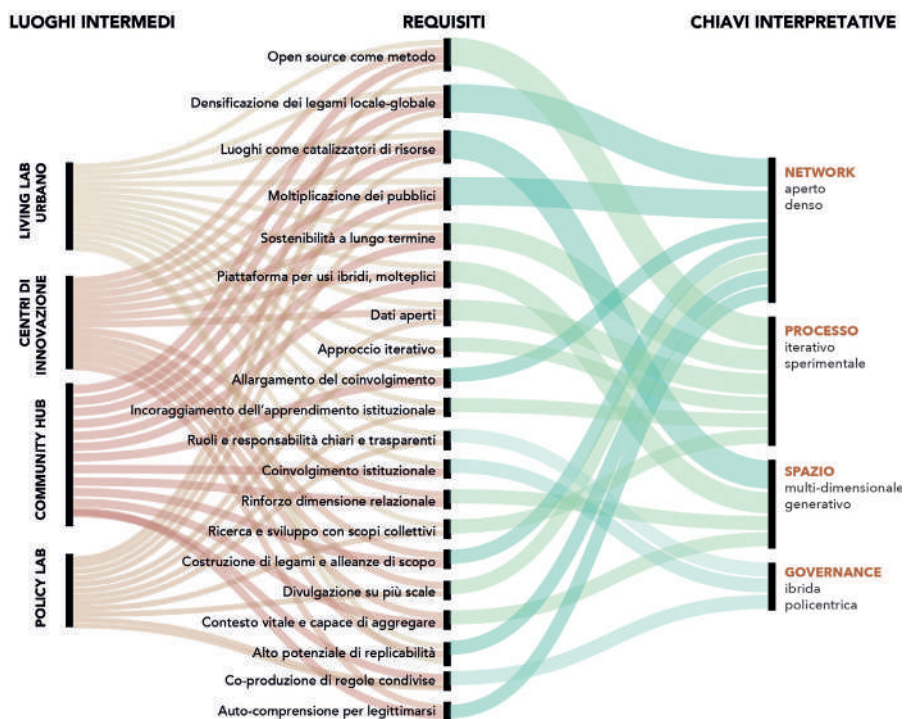 LUOGHI INTERMEDI
REQUISITI
CHIAVI INTERPRETATIVE
LIVING LAB
URBANO
CENTRI DI
INNOVAZIONE
COMMUNITY HUB
POLICY LAB
Open source come metodo
Densificazione dei legami locale-globale
Luoghi come catalizzatori di risorse
Moltiplicazione dei pubblici
Sostenibilità a lungo termine
Piattaforma per usi ibridi, molteplici
Dati aperti
Approccio iterativo
Allargamento del coinvolgimento
Incoraggiamento dell'apprendimento istituzionale
Ruoli e responsabilità chiari e trasparenti
Coinvolgimento istituzionale
Rinforzo dimensione relazionale
Ricerca e sviluppo con scopi collettivi
Costruzione di legami e alleanze di scopo
Divulgazione su più scale
Contesto vitale e capace di aggregare
Alto potenziale di replicabilità
Co-produzione di regole condivise
Auto-comprensione per legittimarsi
NETWORK
aperto
denso
PROCESSO
iterativo
sperimentale
SPAZIO
multi-dimensionale
generativo
GOVERNANCE
ibrida
policentrica